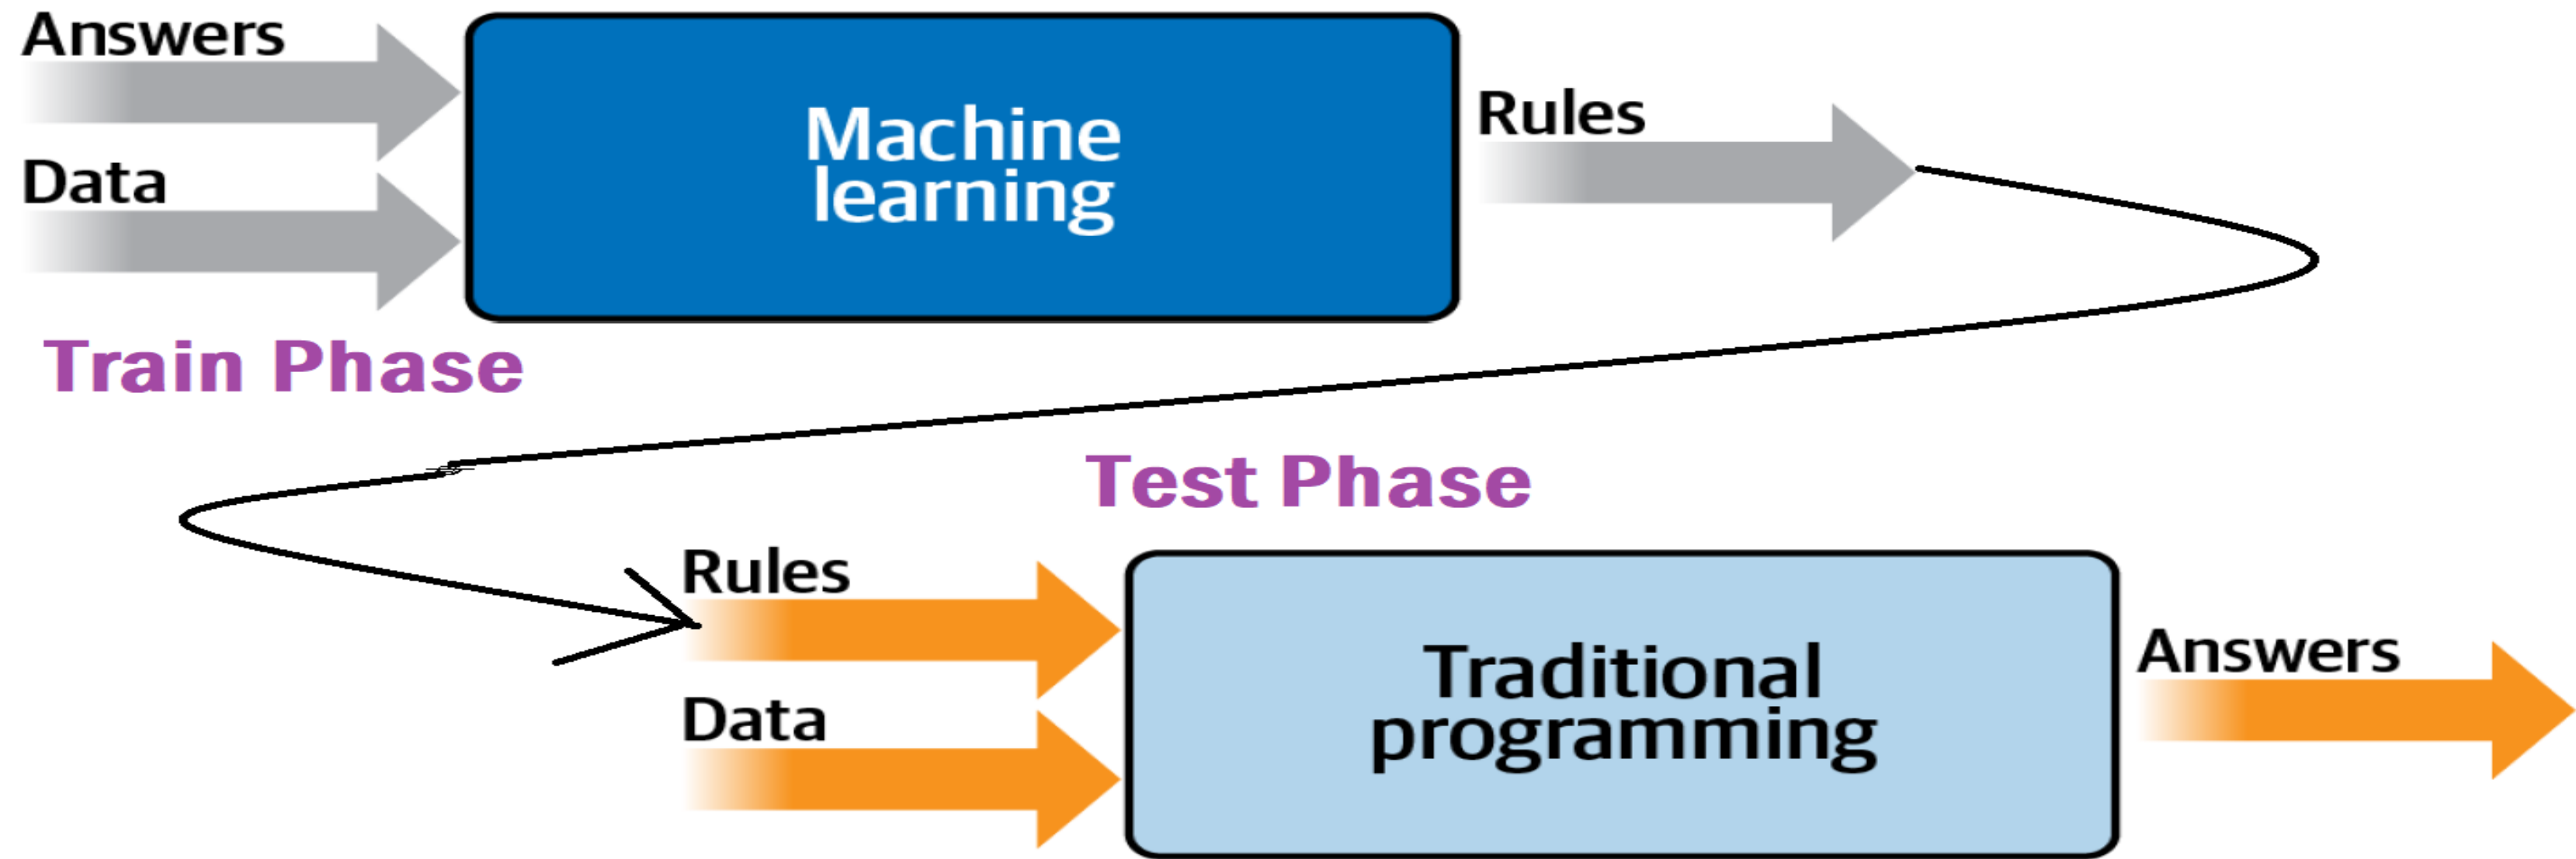 Answers
Data
Machine
learning
Rules
Train Phase
Test Phase
Rules
Data
Traditional
programming
Answers